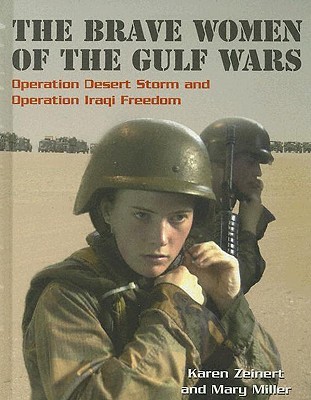 THE BRAVE WOMEN
OF THE GULF WARS
Operation Desert Storm and
Operation Iraqi Freedom
Karen Zeinert
and Mary Miller